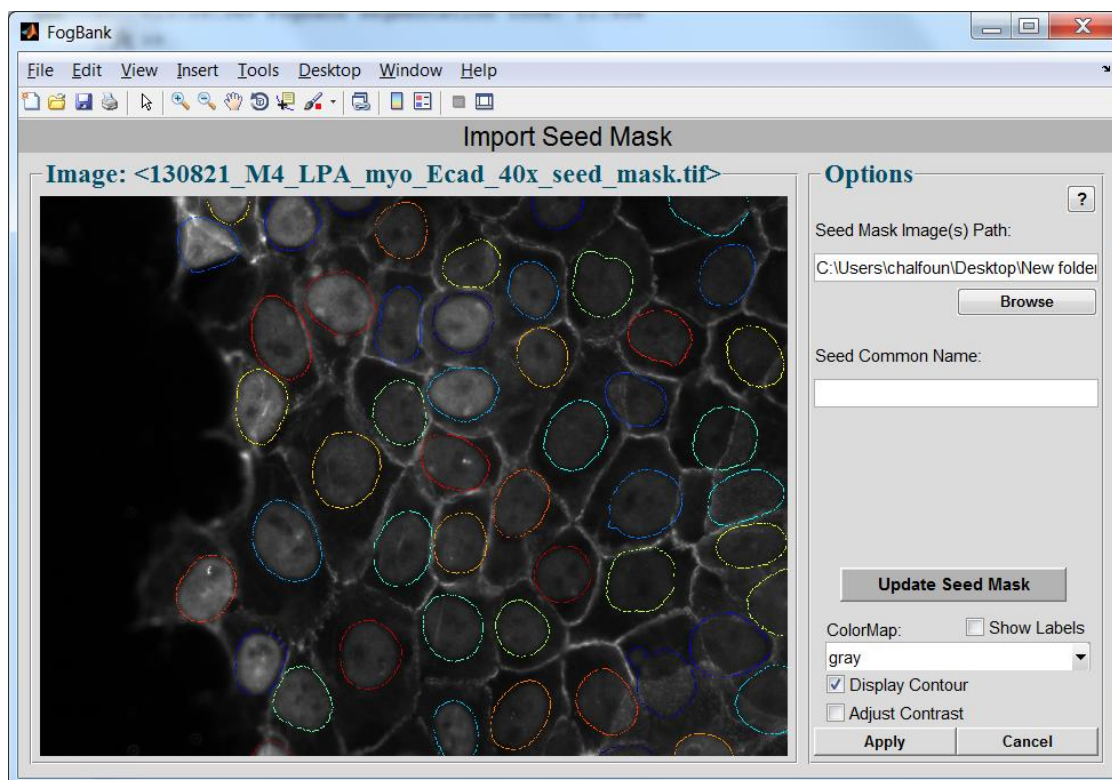 FogBank
File Edit View Insert Tools Desktop Window Help
Import Seed Mask
Image: <130821_M4_LPA_myo_Ecad_40x_seed_mask.tif>
Options
?
Seed Mask Image(s) Path:
C:\Users\chalfoun\Desktop\New folder
Browse
Seed Common Name:
Update Seed Mask
ColorMap:
Show Labels
gray
Display Contour
Adjust Contrast
Apply
Cancel